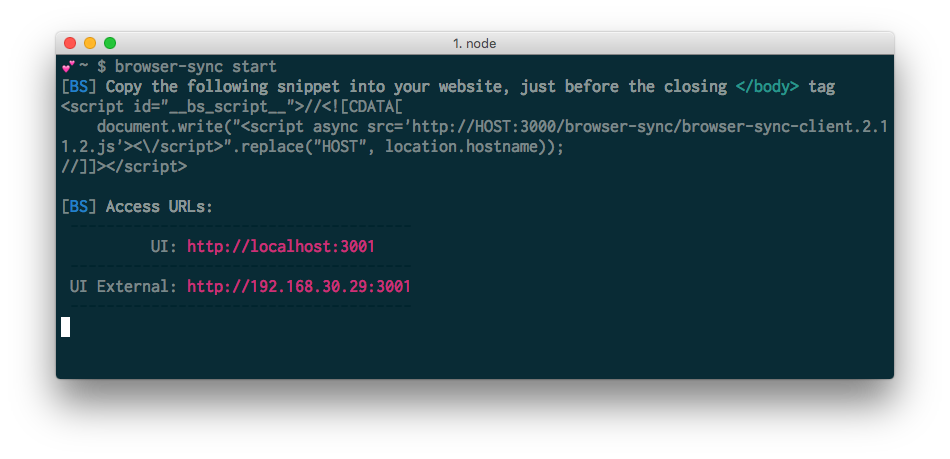 1. node
💕~ $ browser-sync start
[BS] Copy the following snippet into your website, just before the closing </body> tag
<script id="__bs_script__">//<![CDATA[
    document.write("<script async src='http://HOST:3000/browser-sync/browser-sync-client.2.1
1.2.js'><\/script>".replace("HOST", location.hostname));
//]]></script>
[BS] Access URLs:
--------------------------------------
          UI: http://localhost:3001
--------------------------------------
 UI External: http://192.168.30.29:3001
--------------------------------------